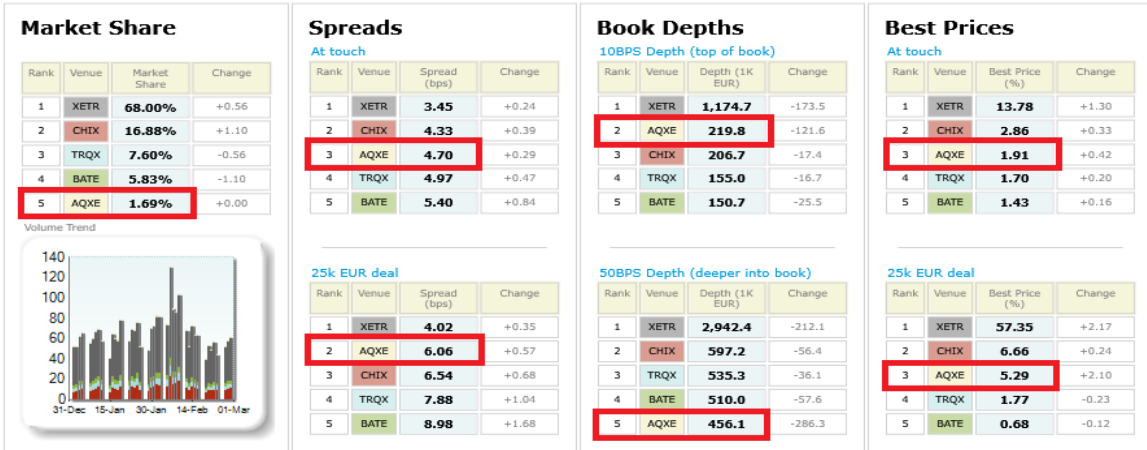 Market Share
Rank Venue Market Share Change
1 XETR 68.00% +0.56
2 CHIX 16.88% +1.10
3 TRQX 7.60% -0.56
4 BATE 5.83% -1.10
5 AQXE 1.69% +0.00
Volume Trend
140
120
100
80
60
40
20
0
31-Dec 15-Jan 30-Jan 14-Feb 01-Mar
Spreads
At touch
Rank Venue Spread (bps) Change
1 XETR 3.45 +0.24
2 CHIX 4.33 +0.39
3 AQXE 4.70 +0.29
4 TRQX 4.97 +0.47
5 BATE 5.40 +0.84
25k EUR deal
Rank Venue Spread (bps) Change
1 XETR 4.02 +0.35
2 AQXE 6.06 +0.57
3 CHIX 6.54 +0.68
4 TRQX 7.88 +1.04
5 BATE 8.98 +1.68
Book Depths
10BPS Depth (top of book)
Rank Venue Depth (1K EUR) Change
1 XETR 1,174.7 -173.5
2 AQXE 219.8 -121.6
3 CHIX 206.7 -17.4
4 TRQX 155.0 -16.7
5 BATE 150.7 -25.5
50BPS Depth (deeper into book)
Rank Venue Depth (1K EUR) Change
1 XETR 2,942.4 -212.1
2 CHIX 597.2 -56.4
3 TRQX 535.3 -36.1
4 BATE 510.0 -57.6
5 AQXE 456.1 -286.3
Best Prices
At touch
Rank Venue Best Price (%) Change
1 XETR 13.78 +1.30
2 CHIX 2.86 +0.33
3 AQXE 1.91 +0.42
4 TRQX 1.70 +0.20
5 BATE 1.43 +0.16
25k EUR deal
Rank Venue Best Price (%) Change
1 XETR 57.35 +2.17
2 CHIX 6.66 +0.24
3 AQXE 5.29 +2.10
4 TRQX 1.77 -0.23
5 BATE 0.68 -0.12